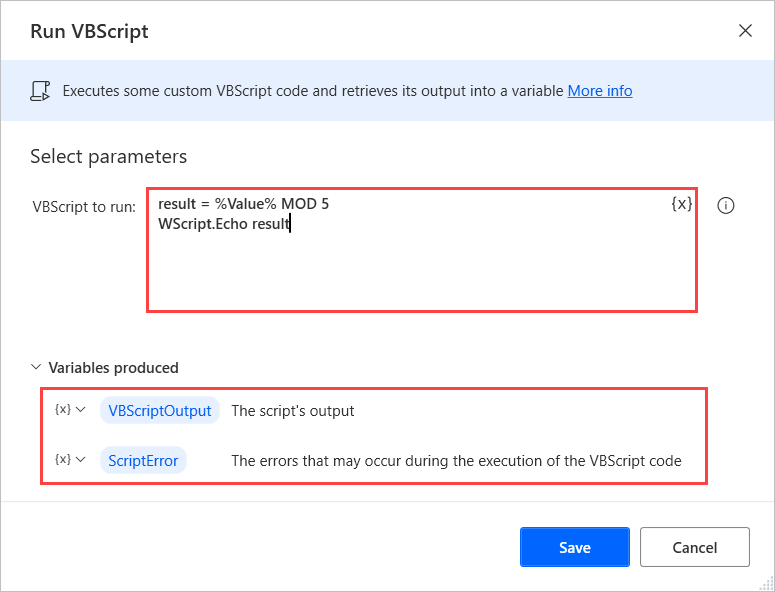 Run VBScript
Executes some custom VBScript code and retrieves its output into a variable More info
Select parameters
VBScript to run:
result = %Value% MOD 5
WScript.Echo result
{x}
Variables produced
{x} VBScriptOutput The script's output
{x} ScriptError The errors that may occur during the execution of the VBScript code
Save Cancel